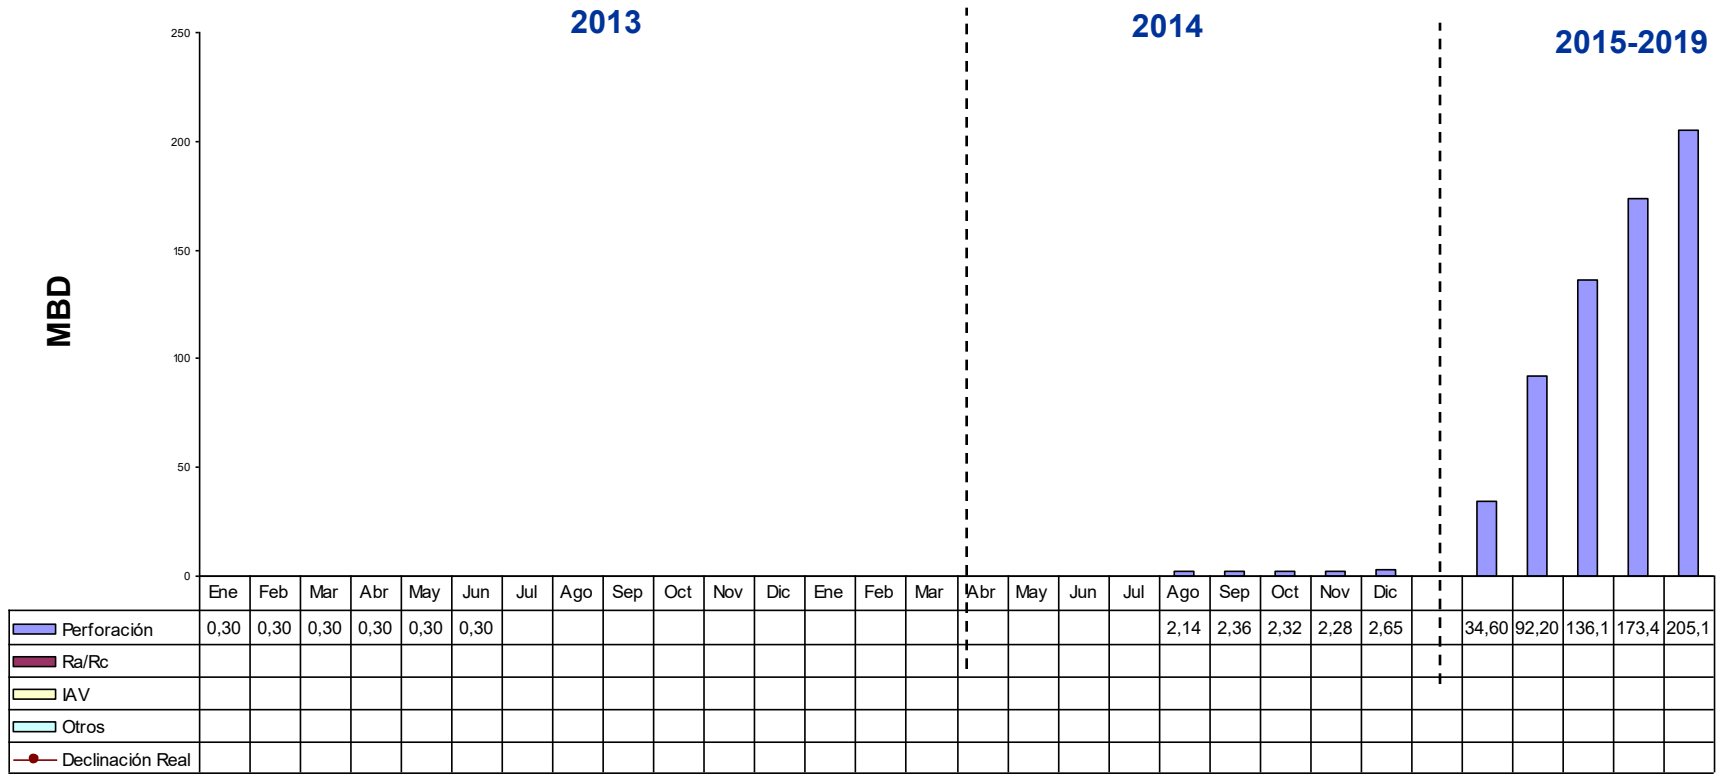 2013
2014
2015-2019
250
200
150
100
50
0
MBD
Ene Feb Mar Abr May Jun Jul Ago Sep Oct Nov Dic Ene Feb Mar Abr May Jun Jul Ago Sep Oct Nov Dic
Perforación 0,30 0,30 0,30 0,30 0,30 0,30 2,14 2,36 2,32 2,28 2,65 34,60 92,20 136,1 173,4 205,1
Ra/Rc
IAV
Otros
Declinación Real